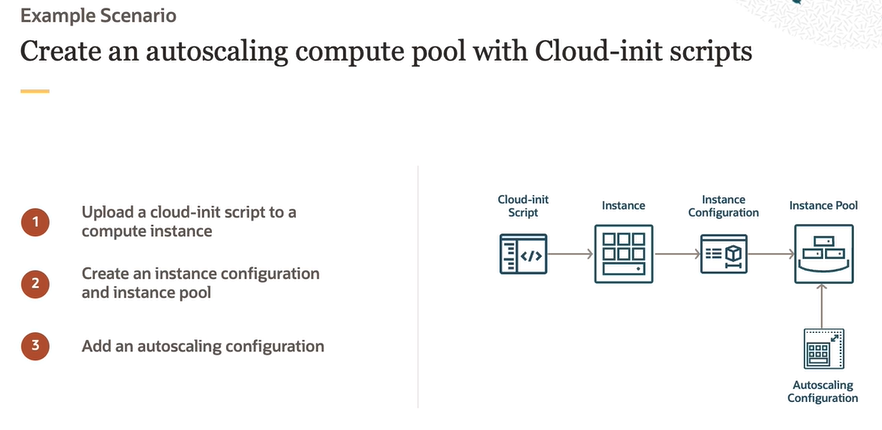 Example Scenario
Create an autoscaling compute pool with Cloud-init scripts
1
Upload a cloud-init script to a
compute instance
2
Create an instance configuration
and instance pool
3
Add an autoscaling configuration
Cloud-init
Script
Instance
Instance
Configuration
Instance Pool
</>
Autoscaling
Configuration